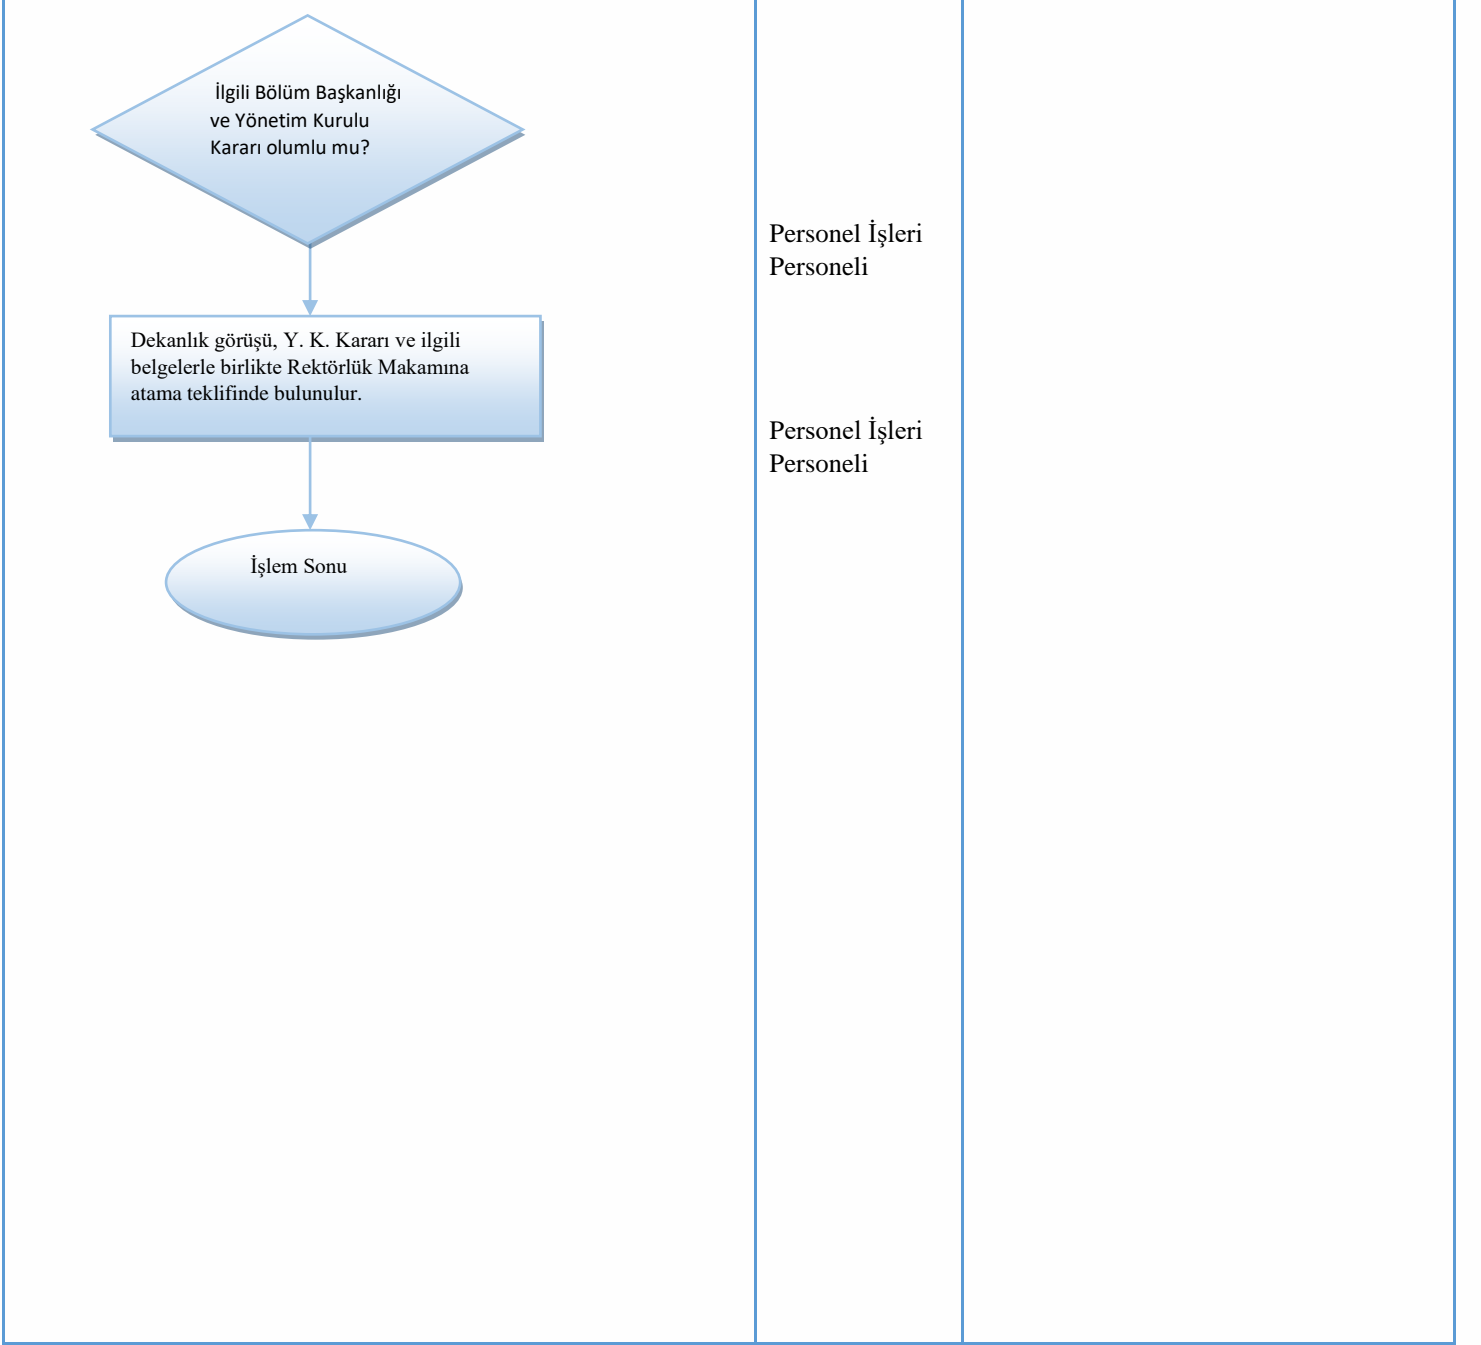 İlgili Bölüm Başkanlığı
ve Yönetim Kurulu
Kararı olumlu mu?
Dekanlık görüşü, Y. K. Kararı ve ilgili
belgelerle birlikte Rektörlük Makamına
atama teklifinde bulunulur.
İşlem Sonu
Personel İşleri
Personeli
Personel İşleri
Personeli